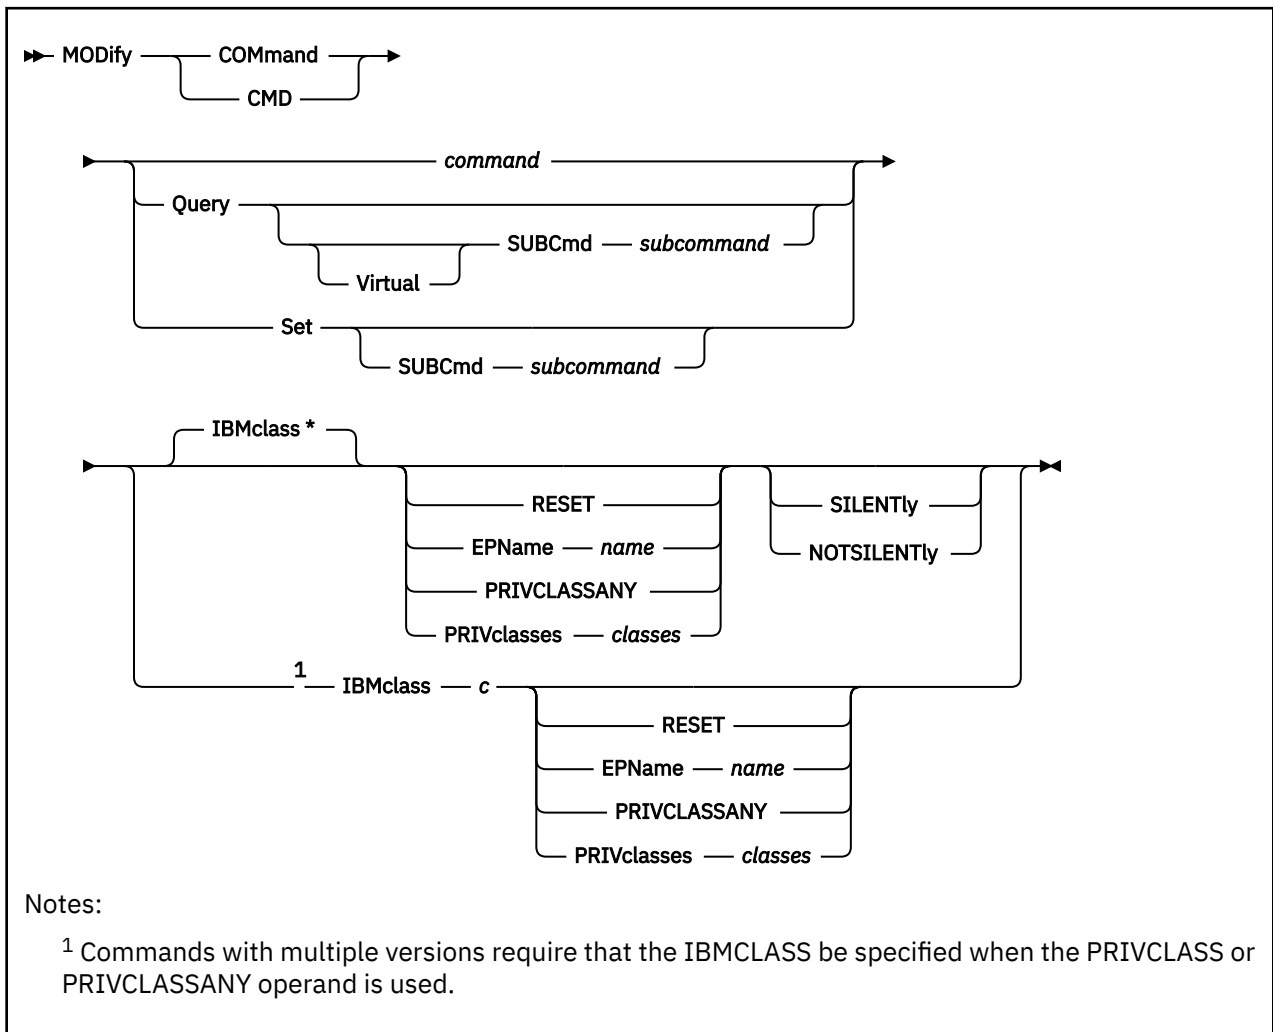 MODify COMmand
CMD
command
Query
SUBCmd subcommand
Virtual
Set
SUBCmd subcommand
IBMclass *
RESET SILENTly
EPName name NOTSILENTly
PRIVCLASSANY
PRIVclasses classes
1 IBMclass c
RESET
EPName name
PRIVCLASSANY
PRIVclasses classes
Notes:
1 Commands with multiple versions require that the IBMCLASS be specified when the PRIVCLASS or
PRIVCLASSANY operand is used.